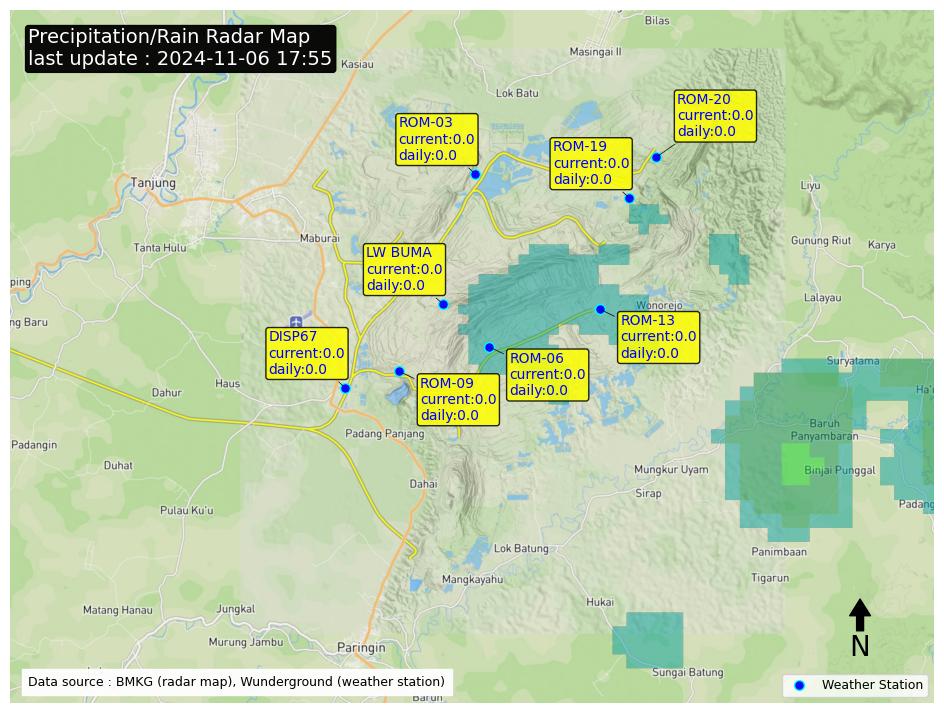 Precipitation/Rain Radar Map
last update : 2024-11-06 17:55
Bilas
Masingai II
Kasiau
Lok Batu
ROM-20
current:0.0
daily:0.0
ROM-03
current:0.0
daily:0.0
ROM-19
current:0.0
daily:0.0
Tanjung
Liyu
Maburai
Tanta Hulu
Gunung Riut
Karya
LW BUMA
current:0.0
daily:0.0
ping
Lalayau
Wonorejo
ng Baru
ROM-13
current:0.0
daily:0.0
DISP67
current:0.0
daily:0.0
ROM-06
current:0.0
daily:0.0
Suryatama
ROM-09
current:0.0
daily:0.0
Haus
Dahur
Ha'
Baruh
Panyambaran
Padang Panjang
Padangin
Duhat
Mungkur Uyam
Binjai Punggal
Dahai
Sirap
Padang
Pulau Ku'u
Lok Batung
Panimbaan
Mangkayahu
Tigarun
Hukai
Matang Hanau
Jungkal
Murung Jambu
Paringin
N
Sungai Batung
Data source : BMKG (radar map), Wunderground (weather station)
Weather Station
Barun